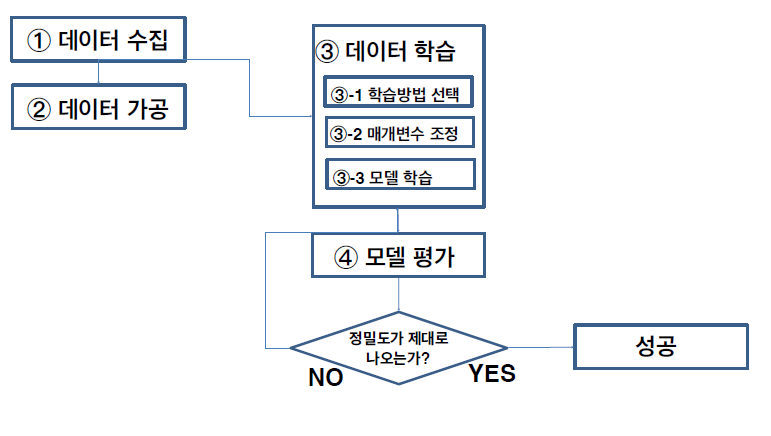 ① 데이터 수집
② 데이터 가공
③ 데이터 학습
③-1 학습방법 선택
③-2 매개변수 조정
③-3 모델 학습
④ 모델 평가
정밀도가 제대로
나오는가?
NO
YES
성공